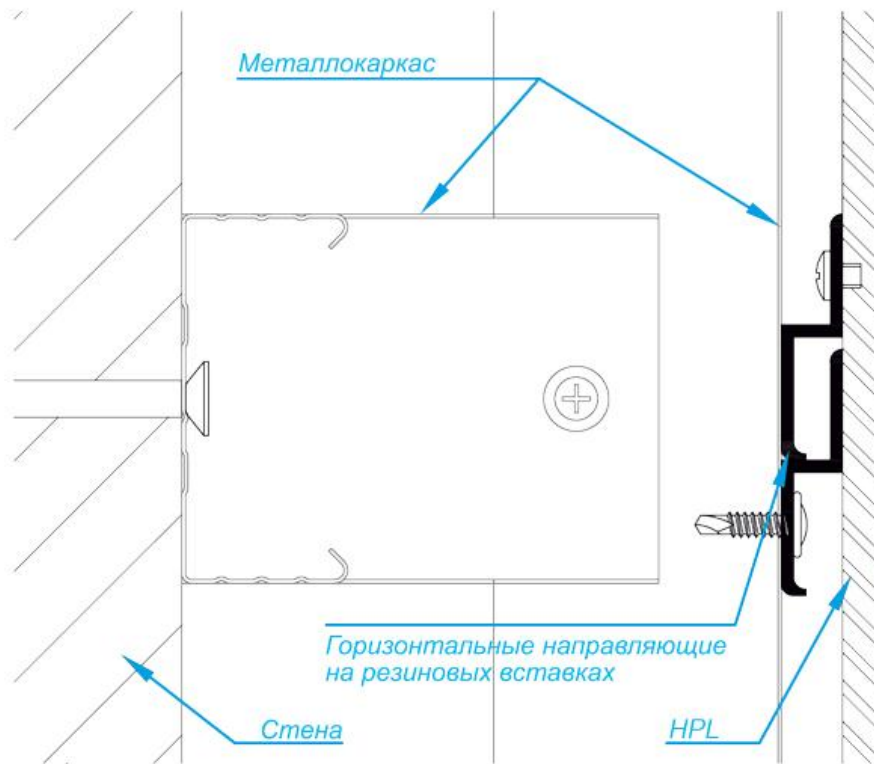 Металлокаркас
Горизонтальные направляющие
на резиновых вставках
Стена
HPL